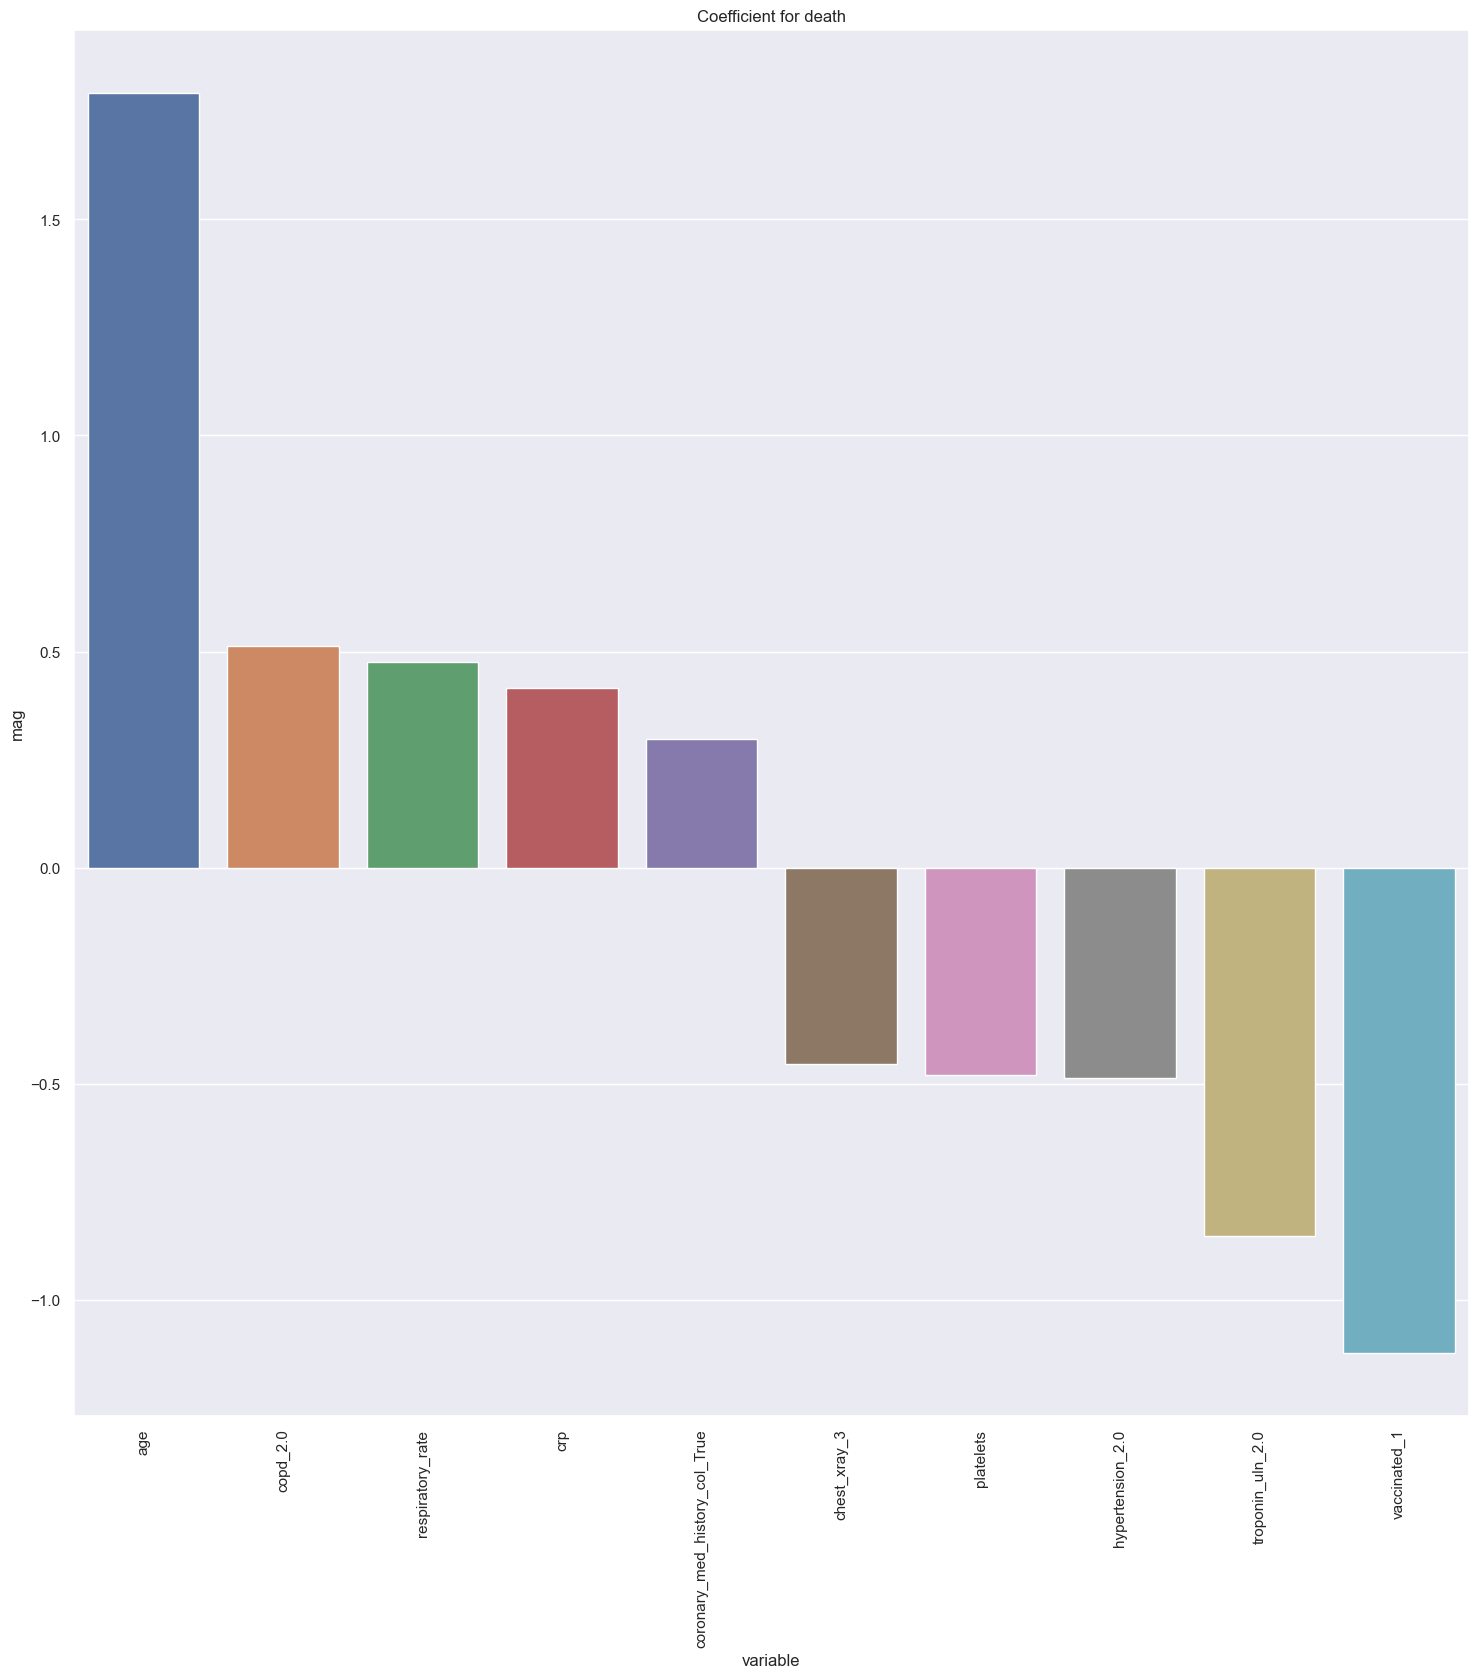 Coefficient for death
mag
1.5
1.0
0.5
0.0
−0.5
−1.0
age
copd_2.0
respiratory_rate
crp
coronary_med_history_col_True
chest_xray_3
platelets
hypertension_2.0
troponin_uln_2.0
vaccinated_1
variable